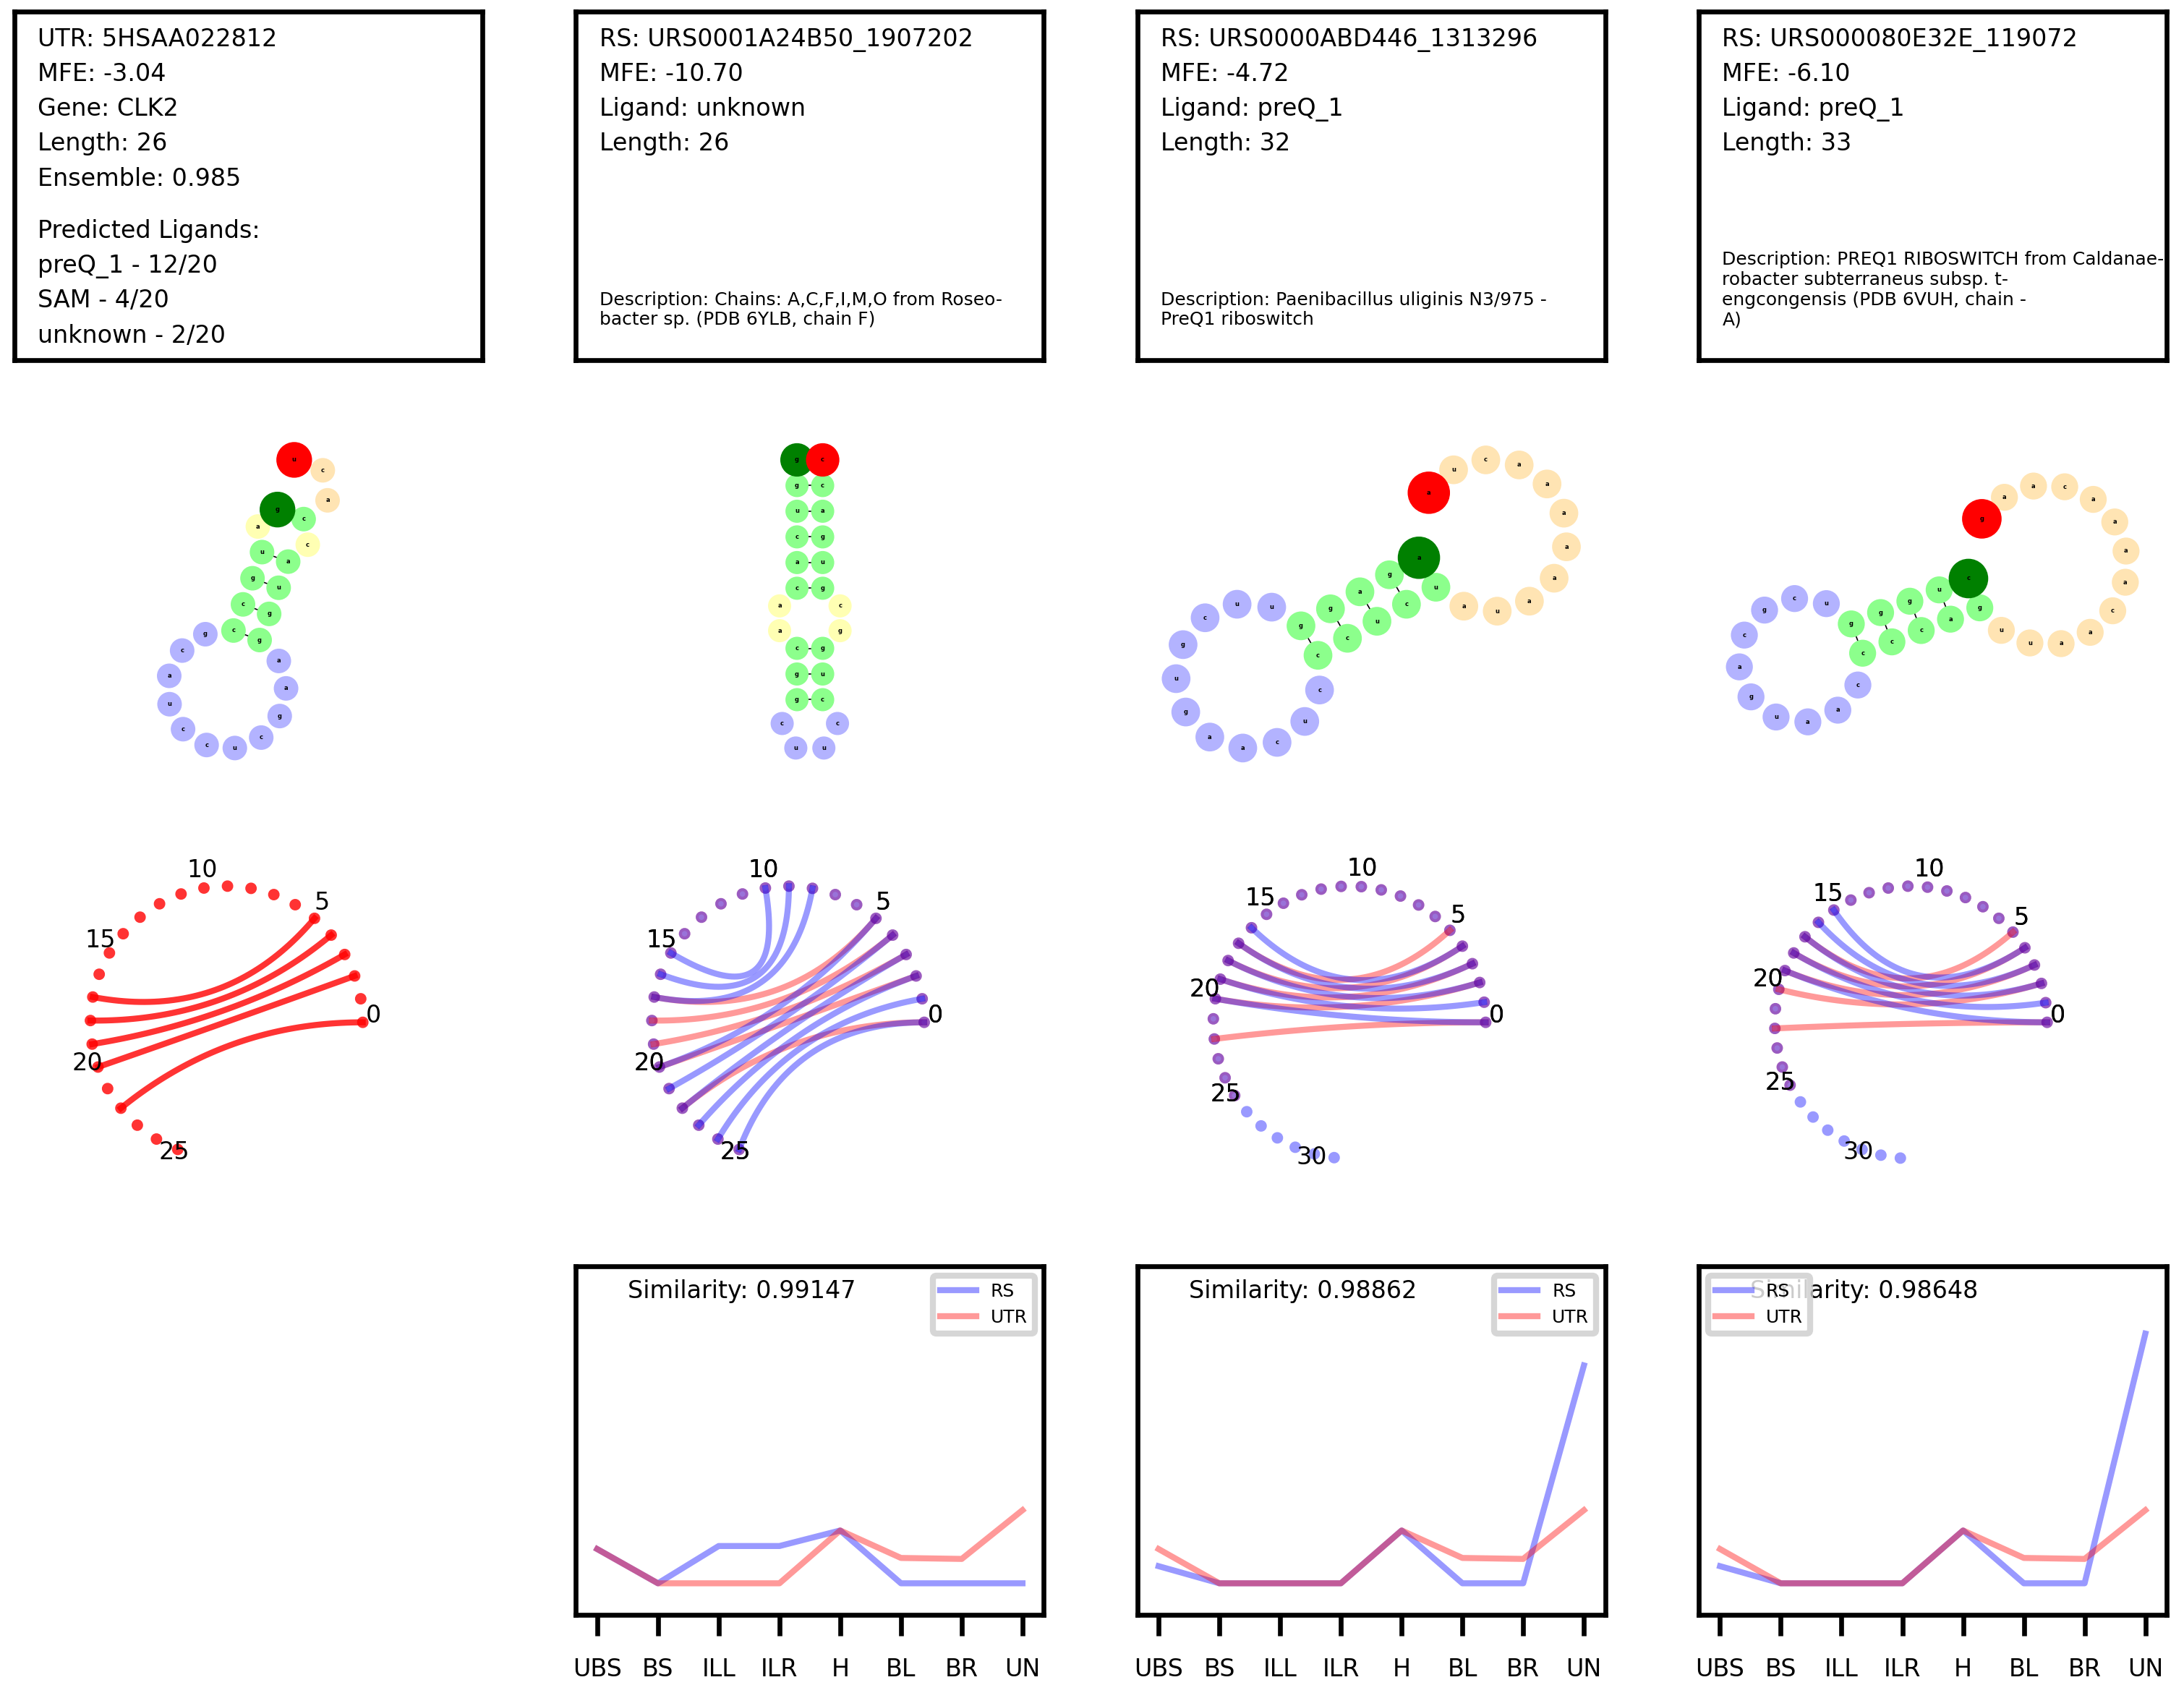 UTR: 5HSAA022812
MFE: -3.04
Gene: CLK2
Length: 26
Ensemble: 0.985
Predicted Ligands:
preQ_1 - 12/20
SAM - 4/20
unknown - 2/20
RS: URS0001A24B50_1907202
MFE: -10.70
Ligand: unknown
Length: 26
Description: Chains: A,C,F,I,M,O from Roseo-
bacter sp. (PDB 6YLB, chain F)
RS: URS0000ABD446_1313296
MFE: -4.72
Ligand: preQ_1
Length: 32
Description: Paenibacillus uliginis N3/975 -
PreQ1 riboswitch
RS: URS000080E32E_119072
MFE: -6.10
Ligand: preQ_1
Length: 33
Description: PREQ1 RIBOSWITCH from Caldanae-
robacter subterraneus subsp. t-
engcongensis (PDB 6VUH, chain -
A)
0
5
10
15
20
25
0
5
10
15
20
25
0
5
10
15
20
25
30
0
5
10
15
20
25
30
Similarity: 0.99147
RS
UTR
UBS BS ILL ILR H BL BR UN
Similarity: 0.98862
RS
UTR
UBS BS ILL ILR H BL BR UN
Similarity: 0.98648
RS
UTR
UBS BS ILL ILR H BL BR UN